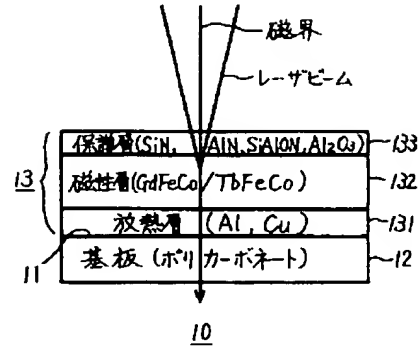 磁界
レーザビーム
保護層(SiN, AlN, SiAlON, Al2O3) 133
13
磁性層(GdFeCo/TbFeCo) 132
放熱層 (Al, Cu) 131
11
基板 (ポリカーボネート) 12
10